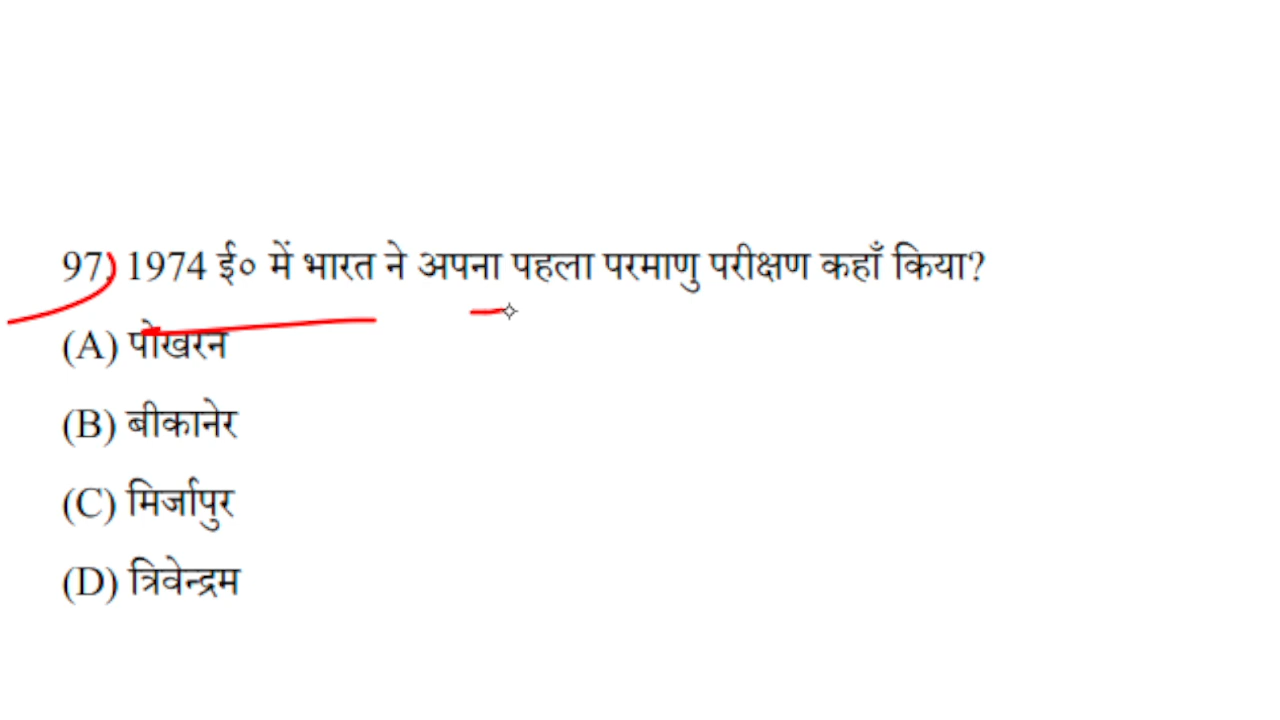 97. 1974 ई० में भारत ने अपना पहला परमाणु परीक्षण कहाँ किया?
(A) पोखरन
(B) बीकानेर
(C) मिर्जापुर
(D) त्रिवेन्द्रम